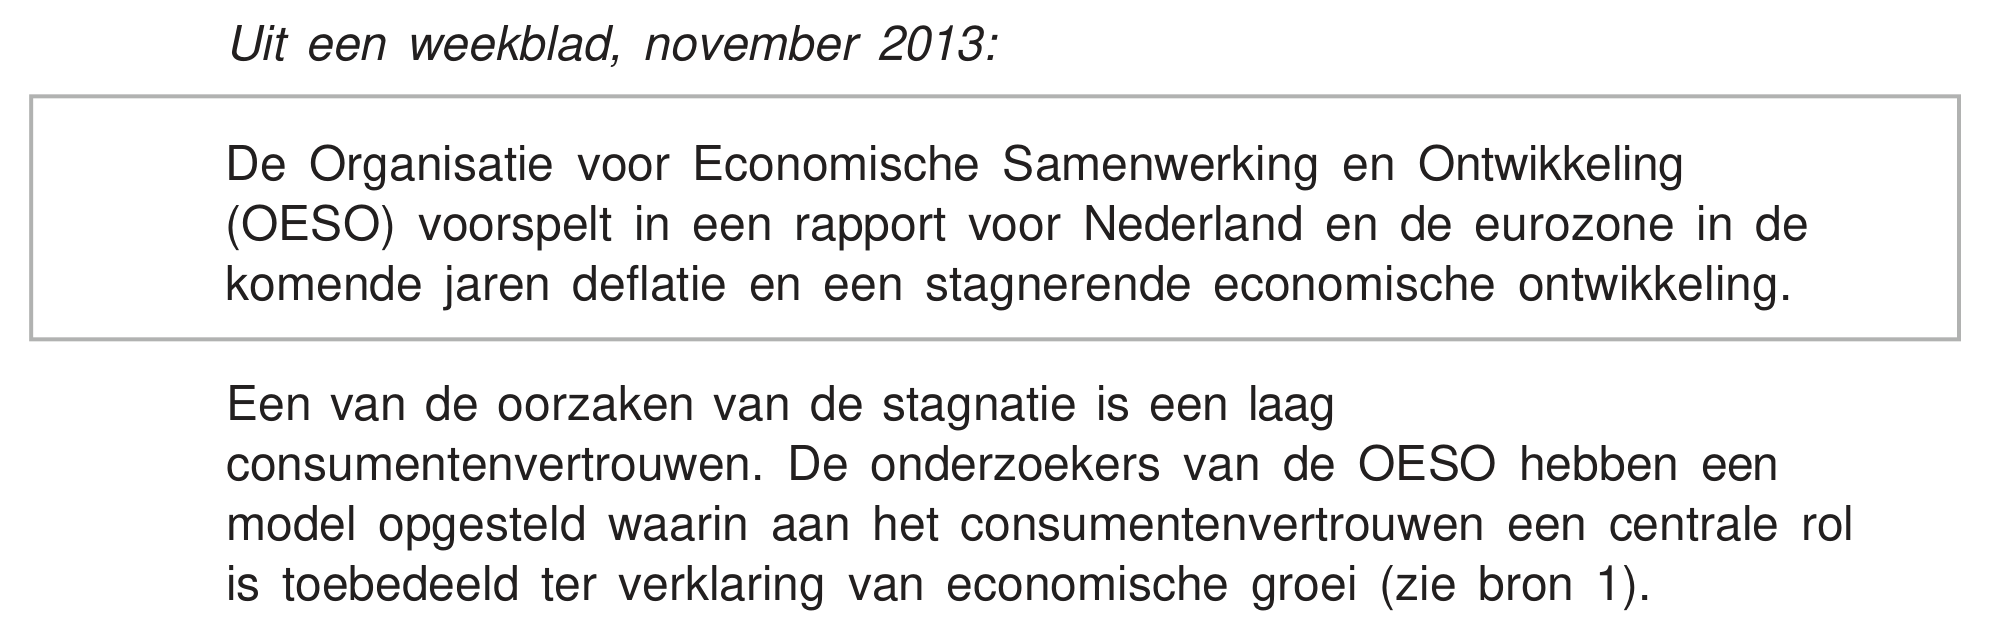 Uit een weekblad, november 2013:
De Organisatie voor Economische Samenwerking en Ontwikkeling
(OESO) voorspelt in een rapport voor Nederland en de eurozone in de
komende jaren deflatie en een stagnerende economische ontwikkeling.
Een van de oorzaken van de stagnatie is een laag
consumentenvertrouwen. De onderzoekers van de OESO hebben een
model opgesteld waarin aan het consumentenvertrouwen een centrale rol
is toebedeeld ter verklaring van economische groei (zie bron 1).